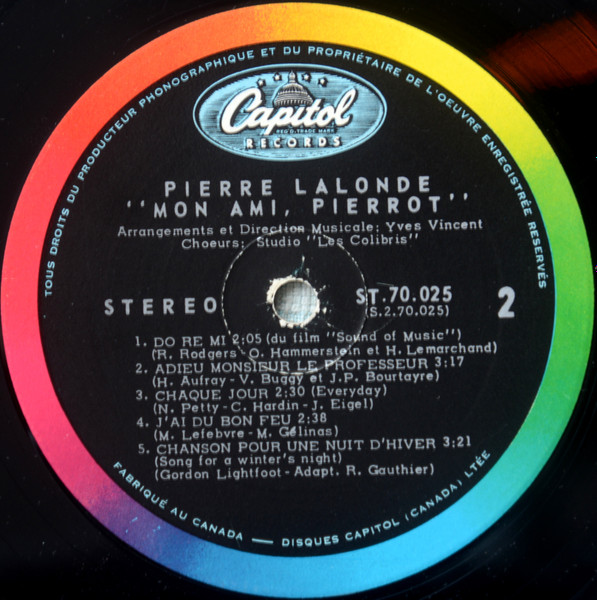 TOUS DROITS DU PRODUCTEUR PHONOGRAPHIQUE ET DU PROPRIÉTAIRE DE L'OEUVRE ENREGISTRÉE RESERVÉS
Capitol
REG'D. TRADE MARK
RECORDS
PIERRE LALONDE
"MON AMI, PIERROT"
Arrangements et Direction Musicale: Yves Vincent
Choeurs: Studio "Les Colibris"
STEREO
ST.70.025
(S.2.70.025)
2
1. DO RE MI 2:05 (du film "Sound of Music")
(R. Rodgers - O. Hammerstein et H. Lemarchand)
2. ADIEU MONSIEUR LE PROFESSEUR 3:17
(H. Aufray - V. Buggy et J.P. Bourtayre)
3. CHAQUE JOUR 2:30 (Everyday)
(N. Petty - C. Hardin - J. Eigel)
4. J'AI DU BON FEU 2:38
(M. Lefebvre - M. Gélinas)
5. CHANSON POUR UNE NUIT D'HIVER 3:21
(Song for a winter's night)
(Gordon Lightfoot - Adapt. R. Gauthier)
FABRIQUÉ AU CANADA — DISQUES CAPITOL (CANADA) LTÉE